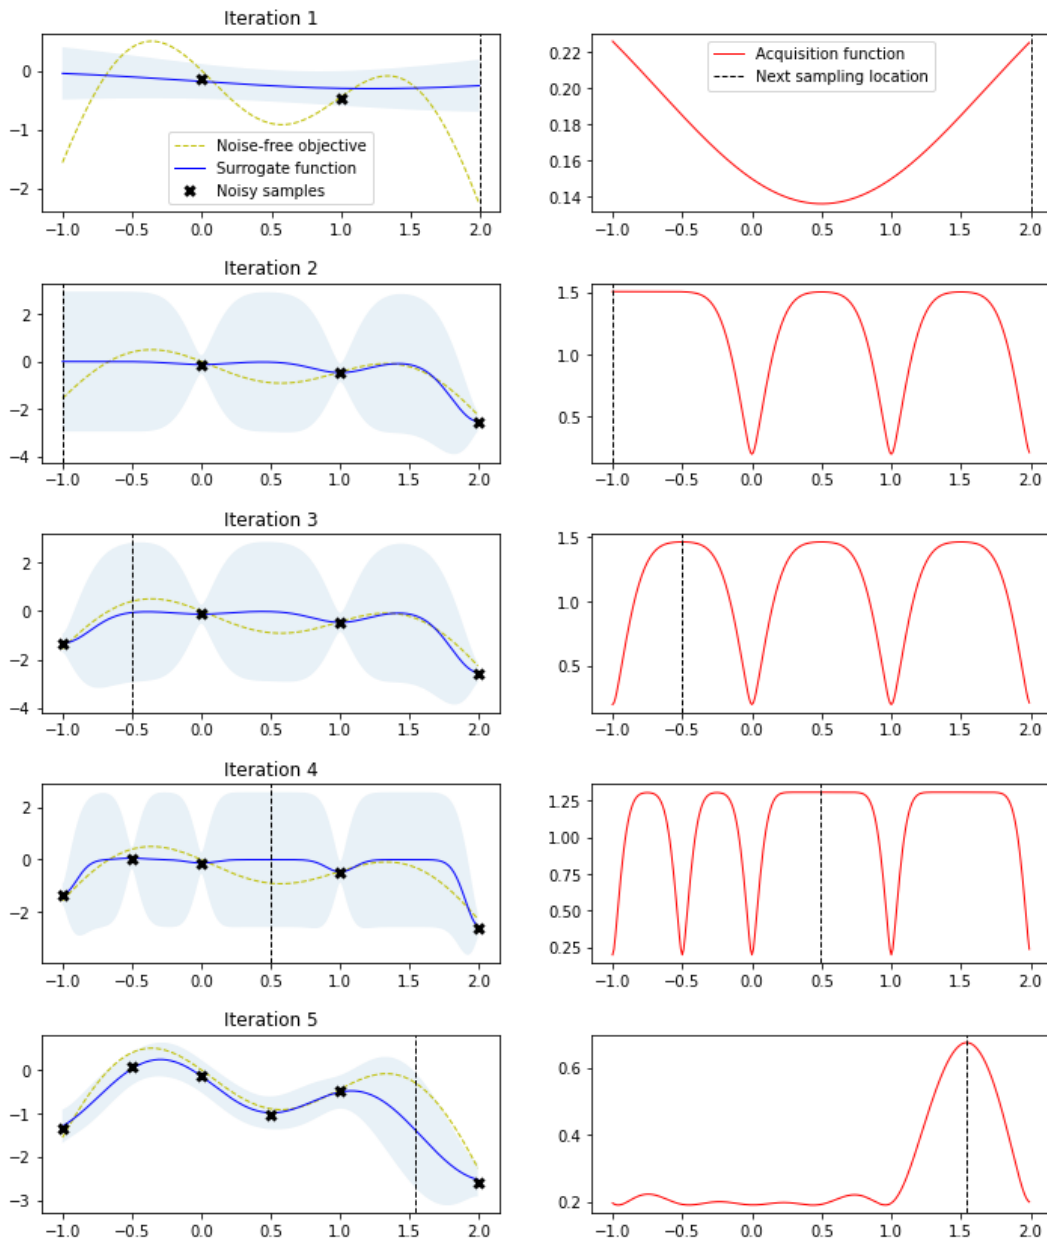 Iteration 1
0
−1
−2
Noise-free objective
Surrogate function
Noisy samples
−1.0 −0.5 0.0 0.5 1.0 1.5 2.0
0.22
0.20
0.18
0.16
0.14
Acquisition function
Next sampling location
−1.0 −0.5 0.0 0.5 1.0 1.5 2.0
Iteration 2
2
0
−2
−4
−1.0 −0.5 0.0 0.5 1.0 1.5 2.0
1.5
1.0
0.5
−1.0 −0.5 0.0 0.5 1.0 1.5 2.0
Iteration 3
2
0
−2
−4
−1.0 −0.5 0.0 0.5 1.0 1.5 2.0
1.5
1.0
0.5
−1.0 −0.5 0.0 0.5 1.0 1.5 2.0
Iteration 4
2
0
−2
−1.0 −0.5 0.0 0.5 1.0 1.5 2.0
1.25
1.00
0.75
0.50
0.25
−1.0 −0.5 0.0 0.5 1.0 1.5 2.0
Iteration 5
0
−1
−2
−3
−1.0 −0.5 0.0 0.5 1.0 1.5 2.0
0.6
0.4
0.2
−1.0 −0.5 0.0 0.5 1.0 1.5 2.0